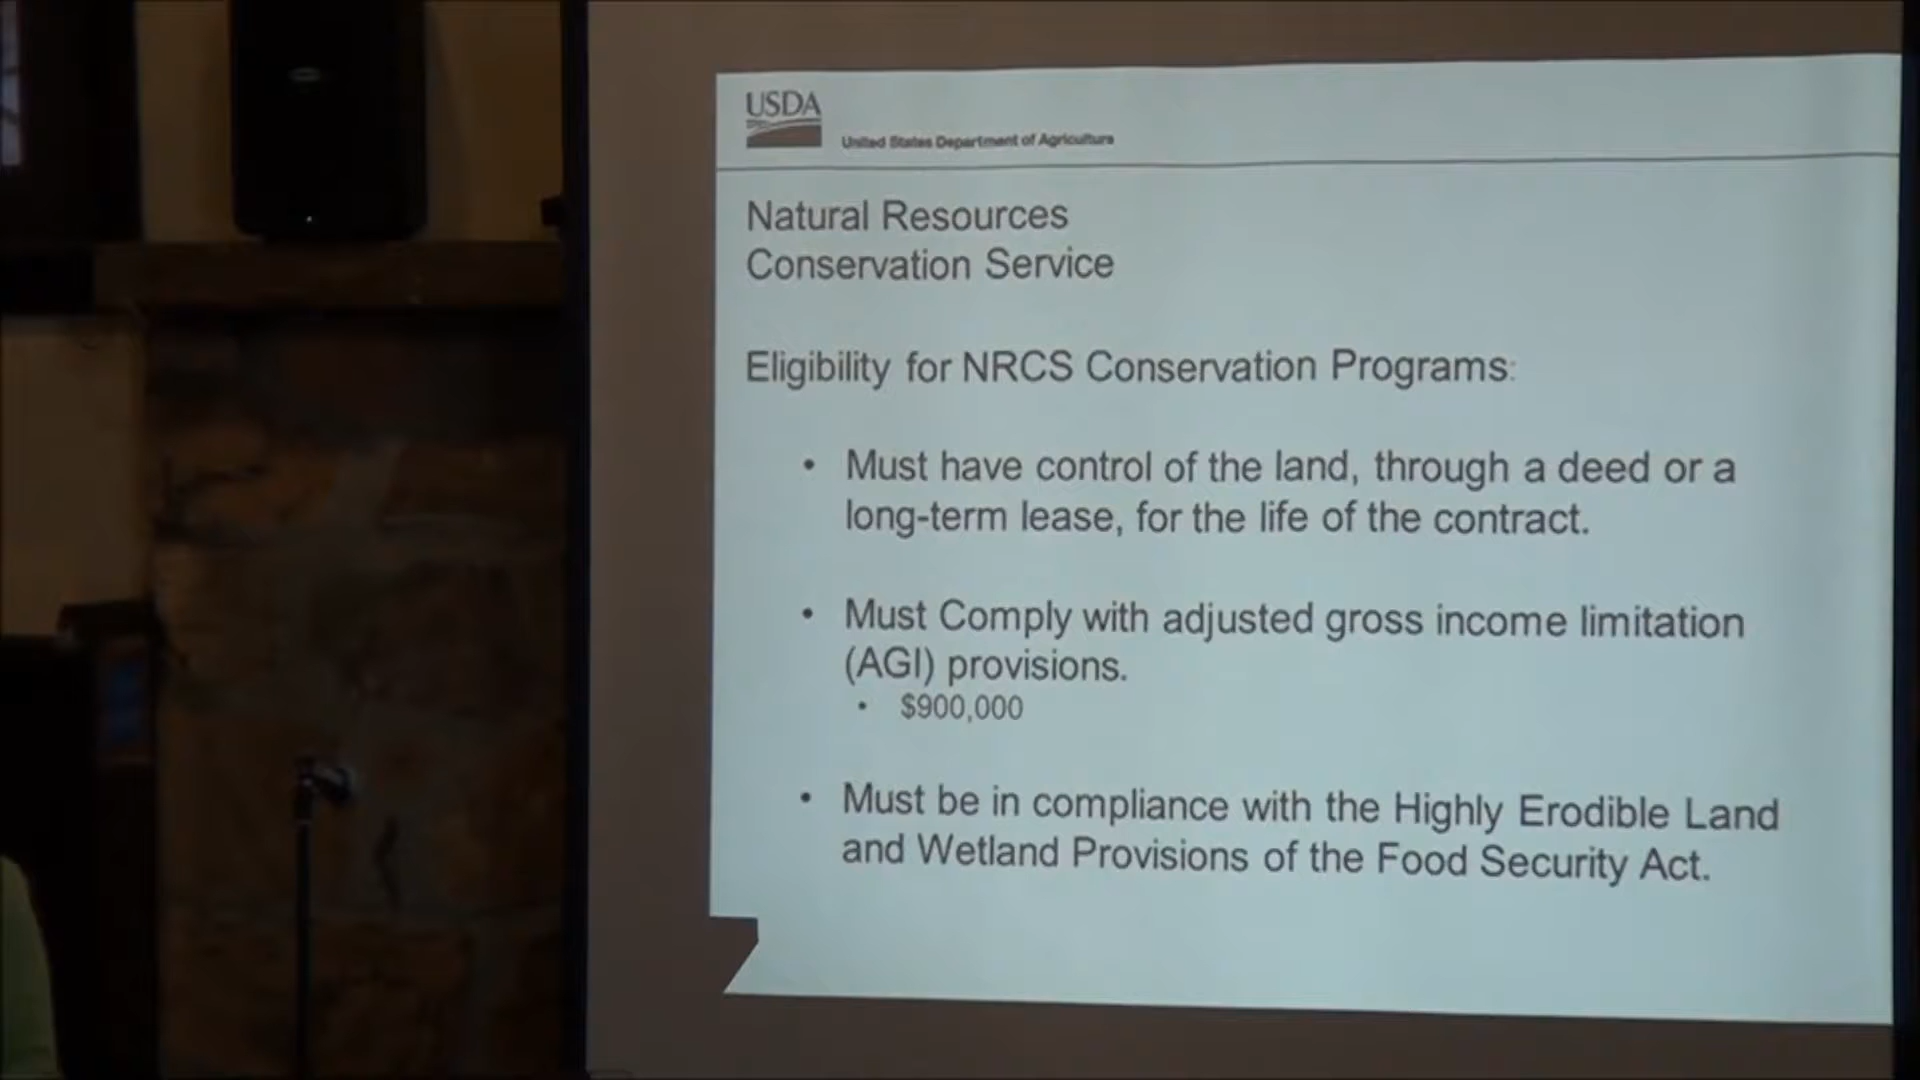 USDA
United States Department of Agriculture
Natural Resources
Conservation Service
Eligibility for NRCS Conservation Programs:
• Must have control of the land, through a deed or a
long-term lease, for the life of the contract.
• Must Comply with adjusted gross income limitation
(AGI) provisions.
• $900,000
• Must be in compliance with the Highly Erodible Land
and Wetland Provisions of the Food Security Act.